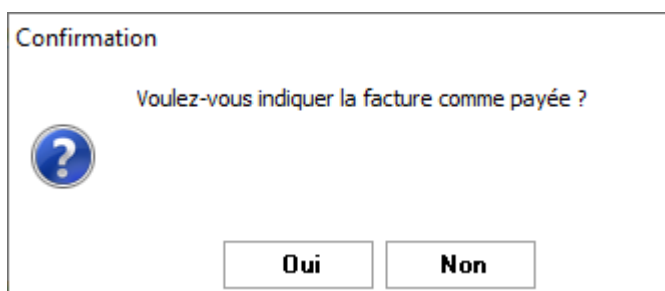 Confirmation
Voulez-vous indiquer la facture comme payée ?
Oui Non